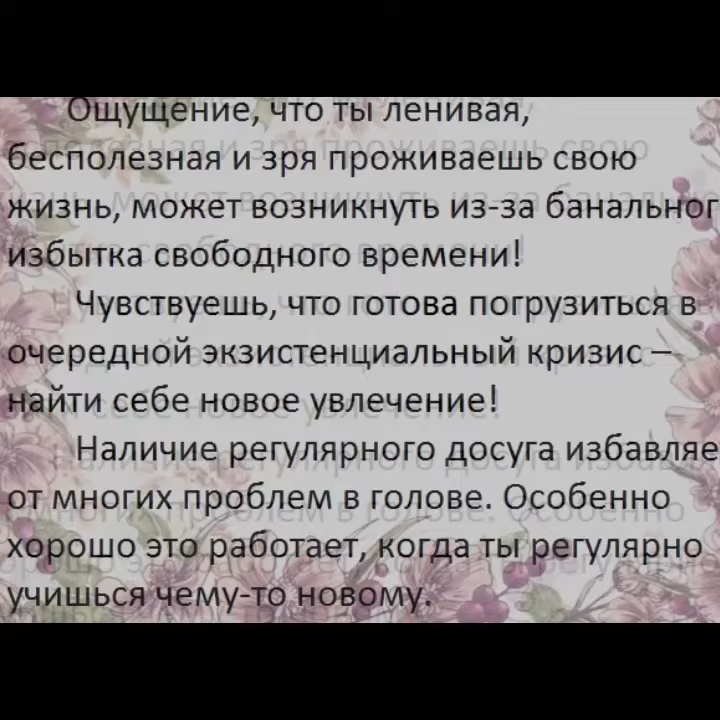 Ощущение, что ты ленивая,
бесполезная и зря проживаешь свою
жизнь, может возникнуть из-за банальног
избытка свободного времени!
Чувствуешь, что готова погрузиться в
очередной экзистенциальный кризис –
найти себе новое увлечение!
Наличие регулярного досуга избавляе
от многих проблем в голове. Особенно
хорошо это работает, когда ты регулярно
учишься чему-то новому.